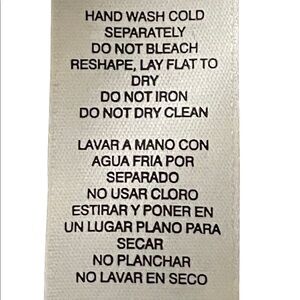 HAND WASH COLD
SEPARATELY
DO NOT BLEACH
RESHAPE, LAY FLAT TO
DRY
DO NOT IRON
DO NOT DRY CLEAN
LAVAR A MANO CON
AGUA FRIA POR
SEPARADO
NO USAR CLORO
ESTIRAR Y PONER EN
UN LUGAR PLANO PARA
SECAR
NO PLANCHAR
NO LAVAR EN SECO